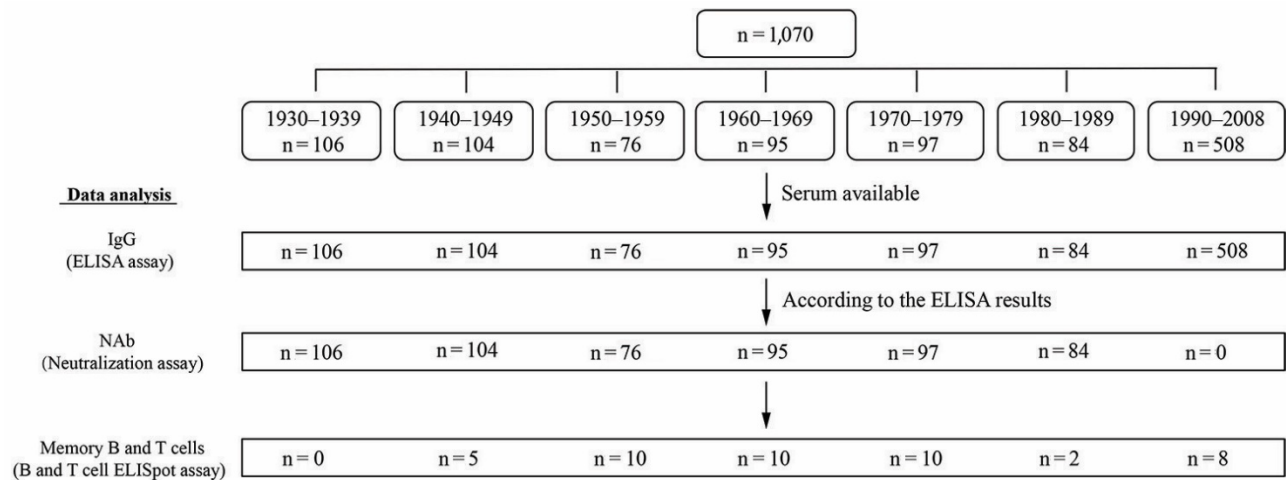 n = 1,070
1930–1939 1940–1949 1950–1959 1960–1969 1970–1979 1980–1989 1990–2008
n = 106 n = 104 n = 76 n = 95 n = 97 n = 84 n = 508
Data analysis
Serum available
IgG
(ELISA assay)
n = 106 n = 104 n = 76 n = 95 n = 97 n = 84 n = 508
According to the ELISA results
NAb
(Neutralization assay)
n = 106 n = 104 n = 76 n = 95 n = 97 n = 84 n = 0
Memory B and T cells
(B and T cell ELISpot assay)
n = 0 n = 5 n = 10 n = 10 n = 10 n = 2 n = 8